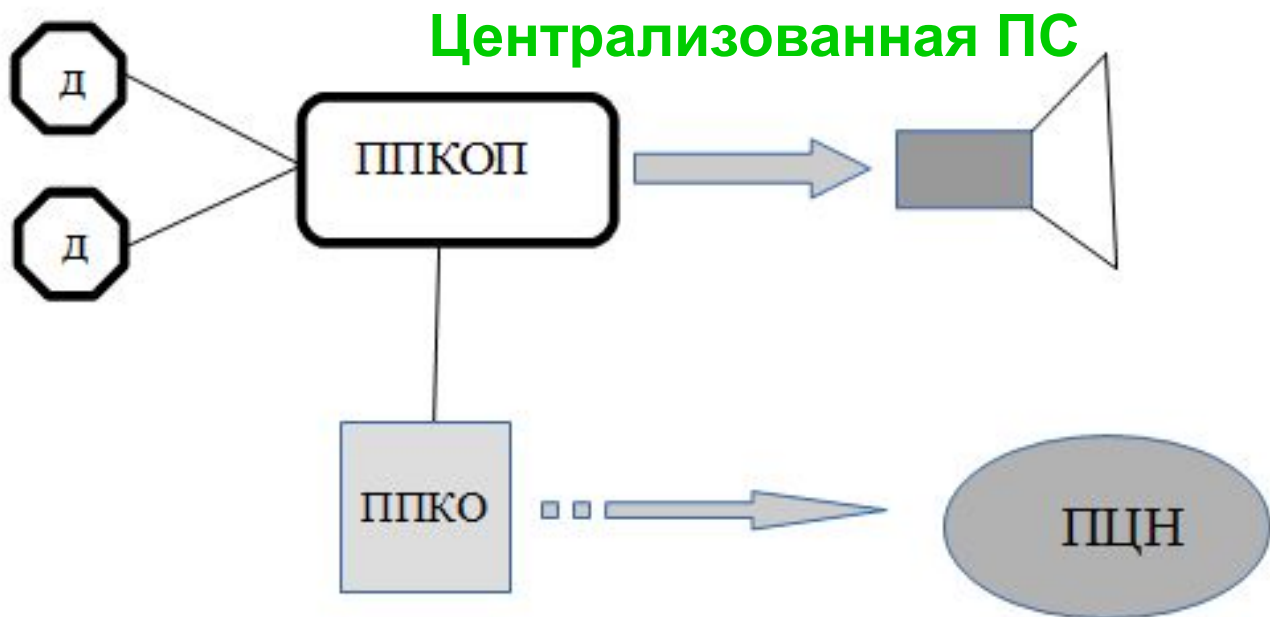 Централизованная ПС
Д
ППКОП
Д
ППКО
ПЦН